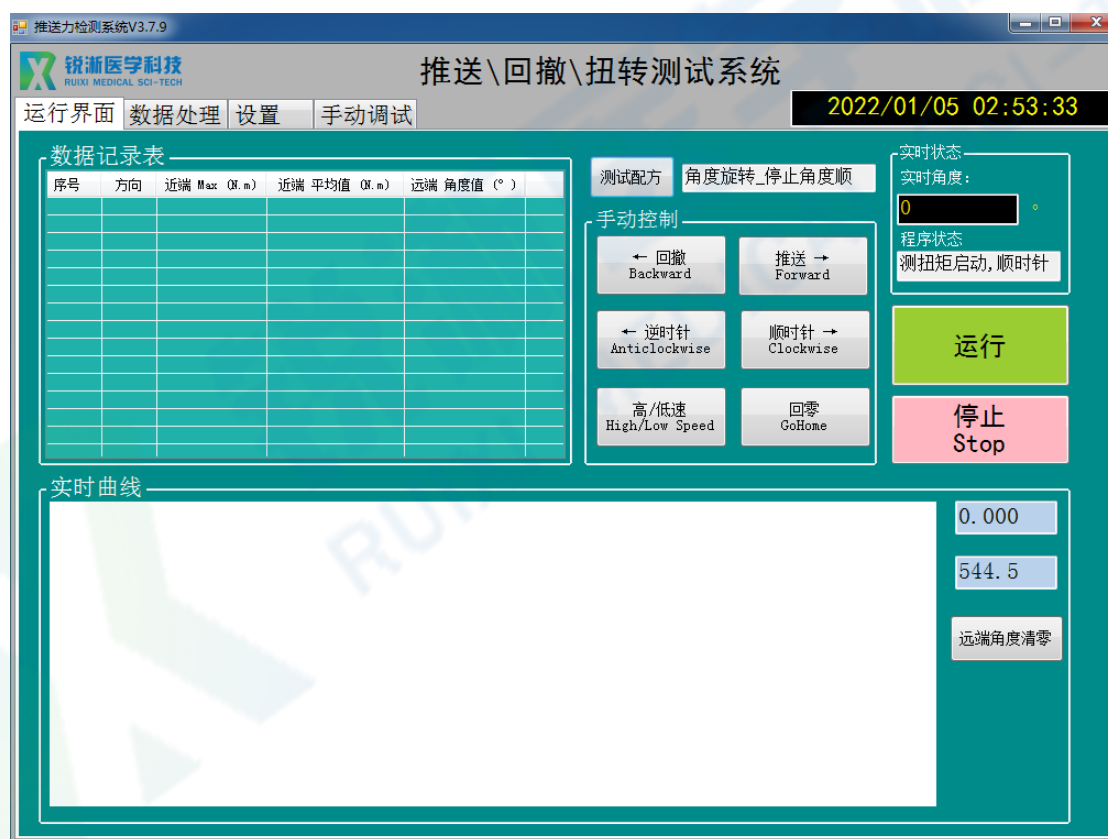 推送力检测系统V3.7.9
锐淅医学科技
RUIXI MEDICAL SCI-TECH
推送\回撤\扭转测试系统
运行界面 数据处理 设置 手动调试
2022/01/05 02:53:33
数据记录表
序号 方向 近端 Max (N.m) 近端 平均值 (N.m) 远端 角度值 (°)
测试配方 角度旋转_停止角度顺
手动控制
← 回撤
Backward
推送 →
Forward
← 逆时针
Anticlockwise
顺时针 →
Clockwise
高/低速
High/Low Speed
回零
GoHome
实时状态
实时角度:
0 °
程序状态
测扭矩启动,顺时针
运行
停止
Stop
实时曲线
0.000
544.5
远端角度清零